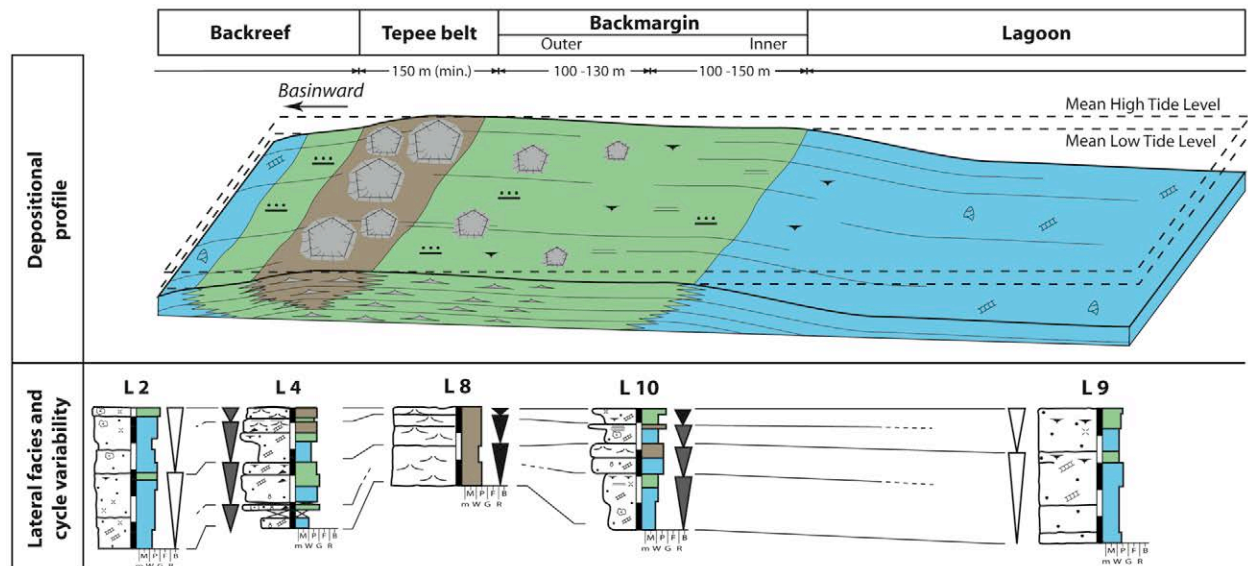 Backreef
Tepee belt
Backmargin
Outer
Inner
Lagoon
150 m (min.)
100 -130 m
100 -150 m
Depositional
profile
Basinward
Mean High Tide Level
Mean Low Tide Level
Lateral facies and
cycle variability
L 2
L 4
L 8
L 10
L 9
M P F B
m W G R
M P F B
m W G R
M P F B
m W G R
M P F B
m W G R
M P F B
m W G R